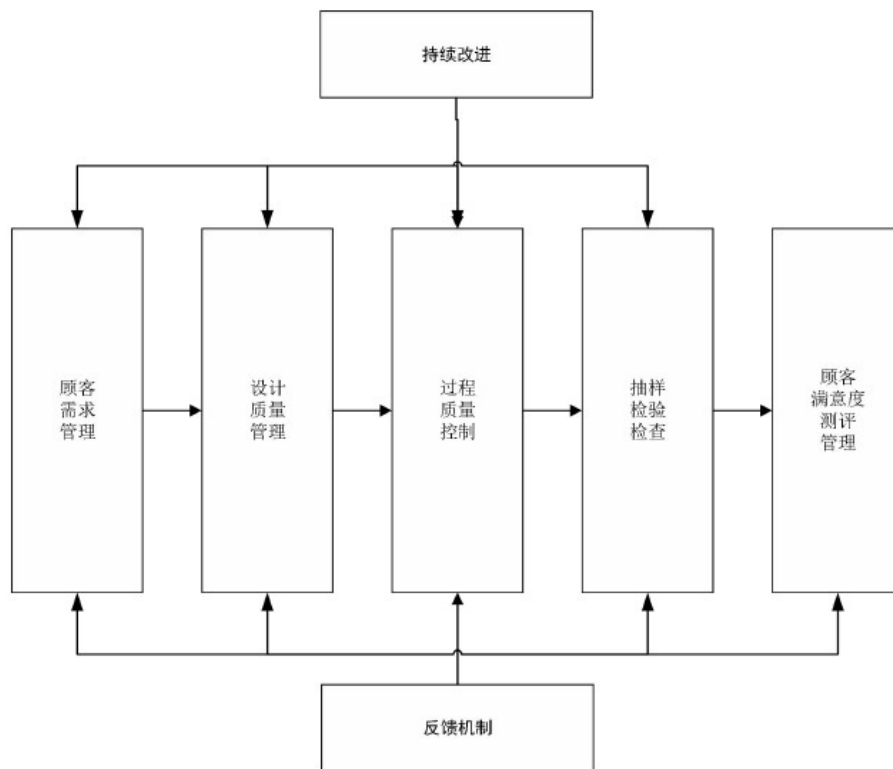 持续改进
顾客
需求
管理
设计
质量
管理
过程
质量
控制
抽样
检验
检查
顾客
满意度
测评
管理
反馈机制